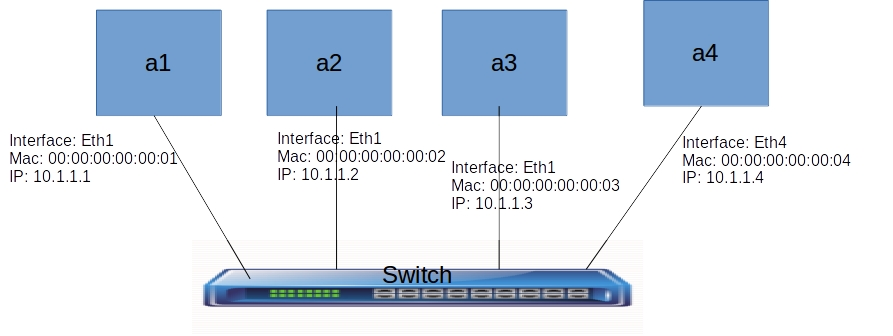 a1
a2
a3
a4
Interface: Eth1
Mac: 00:00:00:00:00:01
IP: 10.1.1.1
Interface: Eth1
Mac: 00:00:00:00:00:02
IP: 10.1.1.2
Interface: Eth1
Mac: 00:00:00:00:00:03
IP: 10.1.1.3
Interface: Eth4
Mac: 00:00:00:00:00:04
IP: 10.1.1.4
Switch